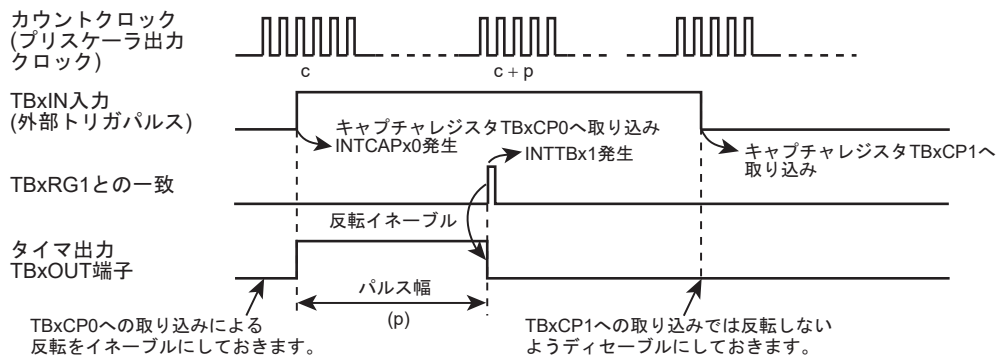 カウントクロック
(プリスケーラ出力
クロック)
c
c + p
TBxIN入力
(外部トリガパルス)
キャプチャレジスタTBxCP0へ取り込み
INTCAPx0発生
INTTBx1発生
キャプチャレジスタTBxCP1へ
取り込み
TBxRG1との一致
反転イネーブル
タイマ出力
TBxOUT端子
パルス幅
(p)
TBxCP0への取り込みによる
反転をイネーブルにしておきます。
TBxCP1への取り込みでは反転しない
ようディセーブルにしておきます。